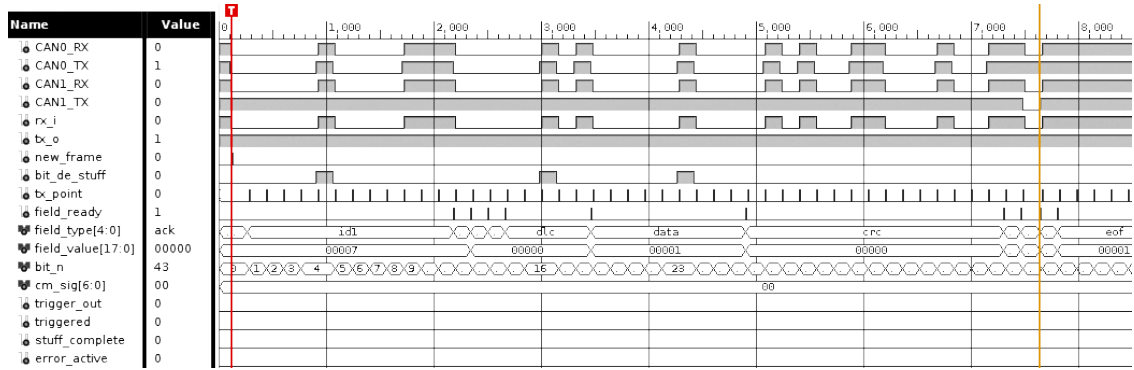 Name Value T
0 1,000 2,000 3,000 4,000 5,000 6,000 7,000 8,
CAN0_RX 0
CAN0_TX 1
CAN1_RX 0
CAN1_TX 0
rx_i 0
tx_o 1
new_frame 0
bit_de_stuff 0
tx_point 0
field_ready 1
field_type[4:0] ack id1 dlc data crc eof
field_value[17:0] 00000 00007 00000 00001 00000 00001
bit_n 43 0 1 2 3 4 5 6 7 8 9 16 23
cm_sig[6:0] 00 00
trigger_out 0
triggered 0
stuff_complete 0
error_active 0